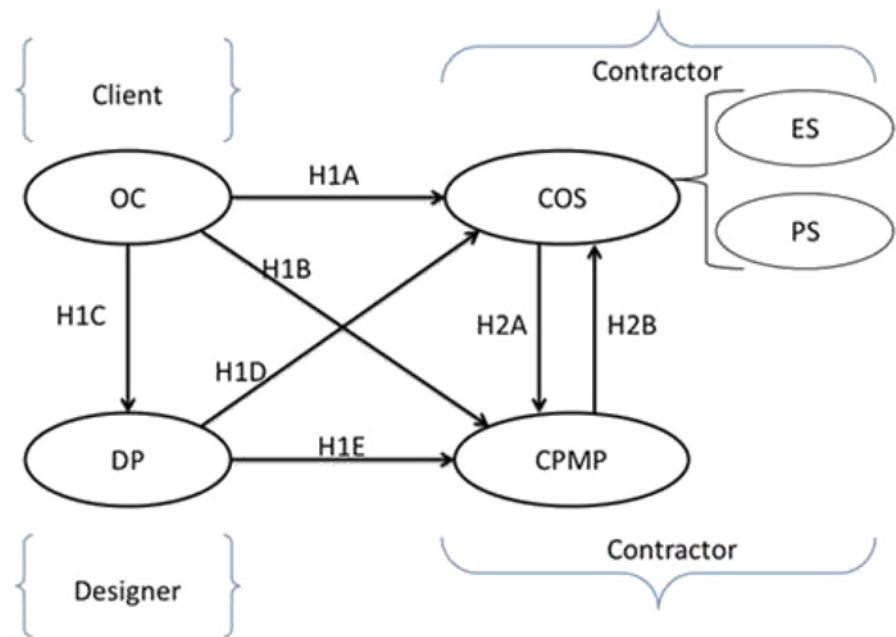 Client
Contractor
ES
OC
H1A
COS
PS
H1B
H1C
H2A
H2B
H1D
DP
H1E
CPMP
Designer
Contractor